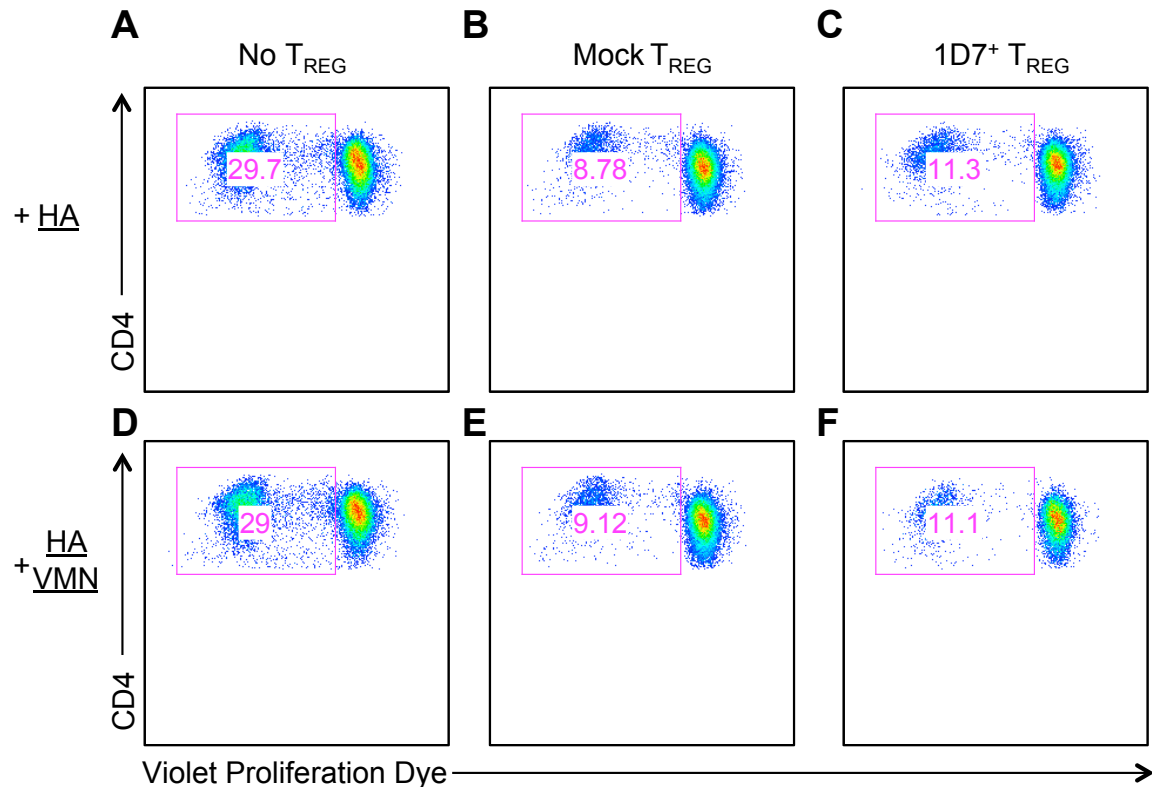 A
B
C
No TREG
Mock TREG
1D7+ TREG
29.7
8.78
11.3
+ HA
CD4
D
E
F
29
9.12
11.1
+ HA
VMN
CD4
Violet Proliferation Dye